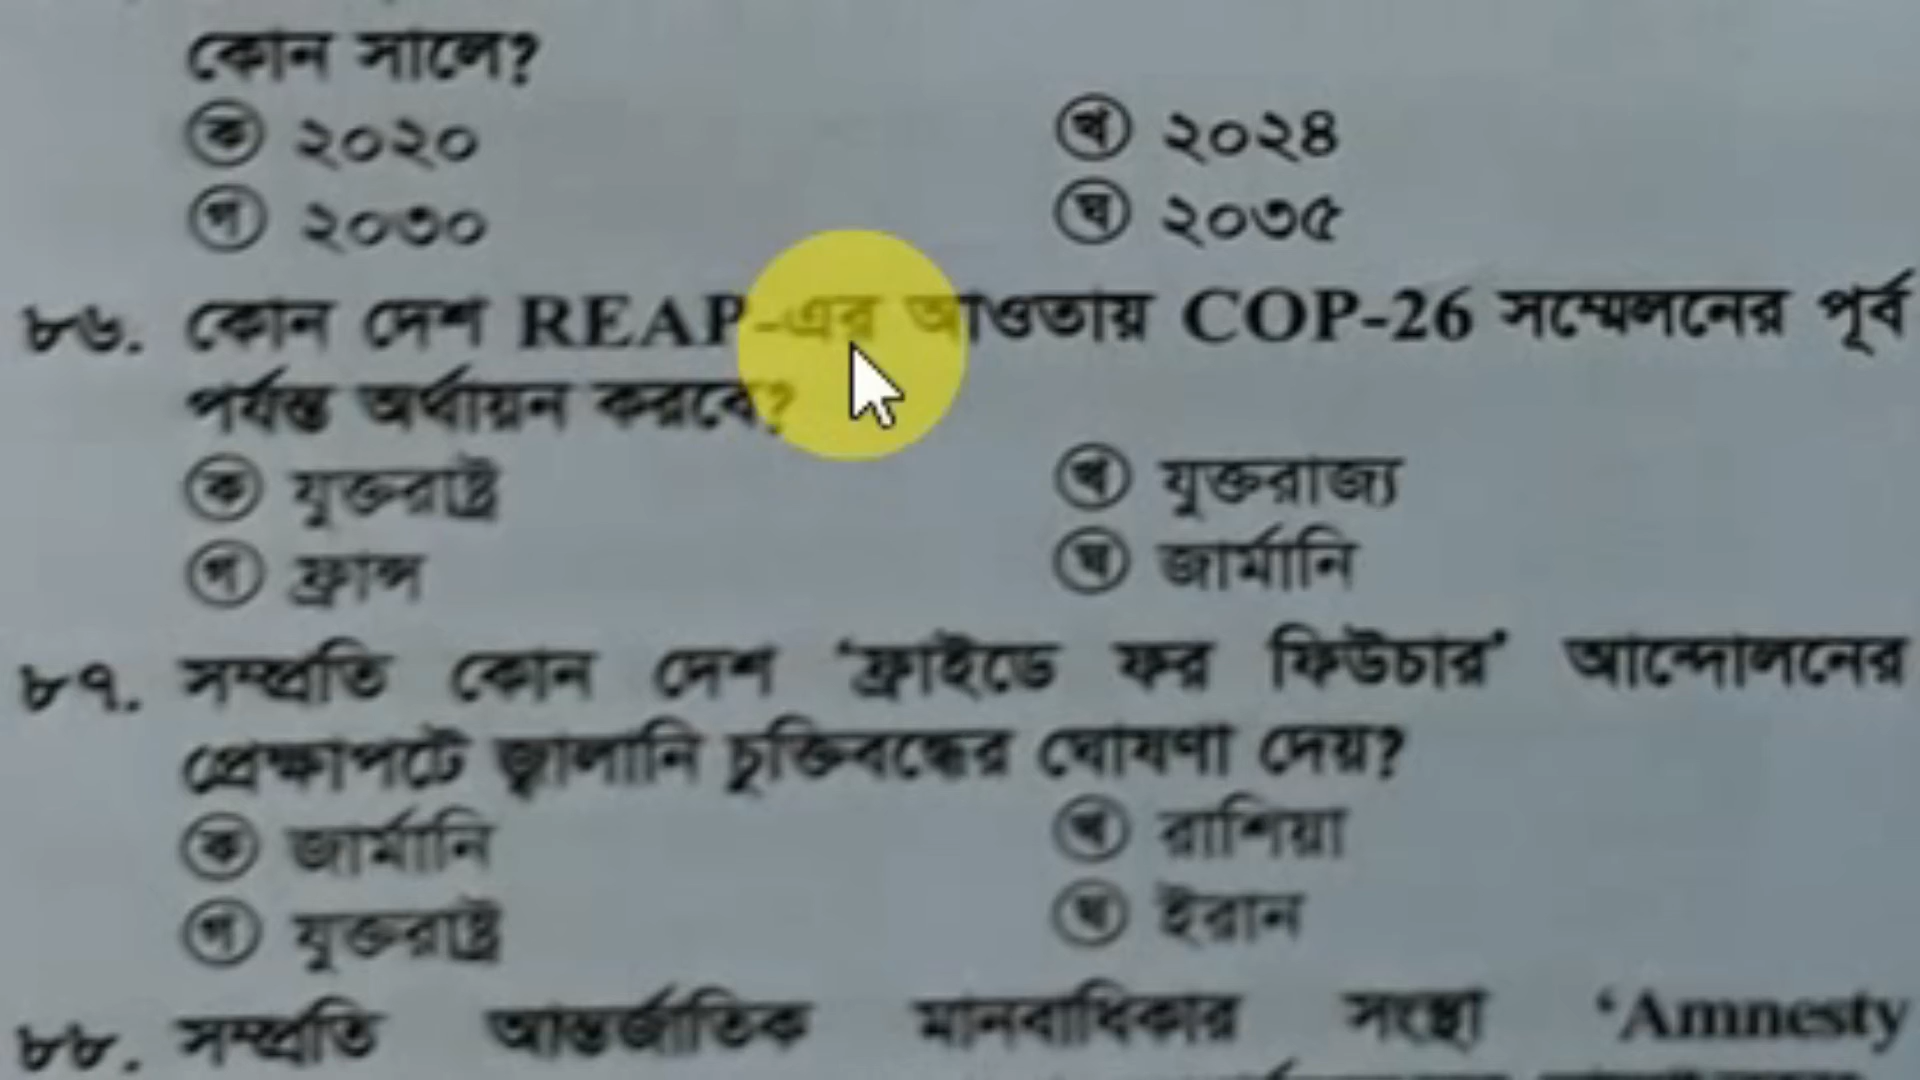 কোন সালে?
ক ২০২০ খ ২০২৪
গ ২০৩০ ঘ ২০৩৫
৮৬. কোন দেশ REAP-এর আওতায় COP-26 সম্মেলনের পূর্ব
পর্যন্ত অর্থায়ন করবে?
ক যুক্তরাষ্ট্র খ যুক্তরাজ্য
গ ফ্রান্স ঘ জার্মানি
৮৭. সম্প্রতি কোন দেশ ‘ফ্রাইডে ফর ফিউচার’ আন্দোলনের
প্রেক্ষাপটে জ্বালানি চুক্তিবন্ধের ঘোষণা দেয়?
ক জার্মানি খ রাশিয়া
গ যুক্তরাষ্ট্র ঘ ইরান
৮৮. সম্প্রতি আন্তর্জাতিক মানবাধিকার সংস্থা ‘Amnesty